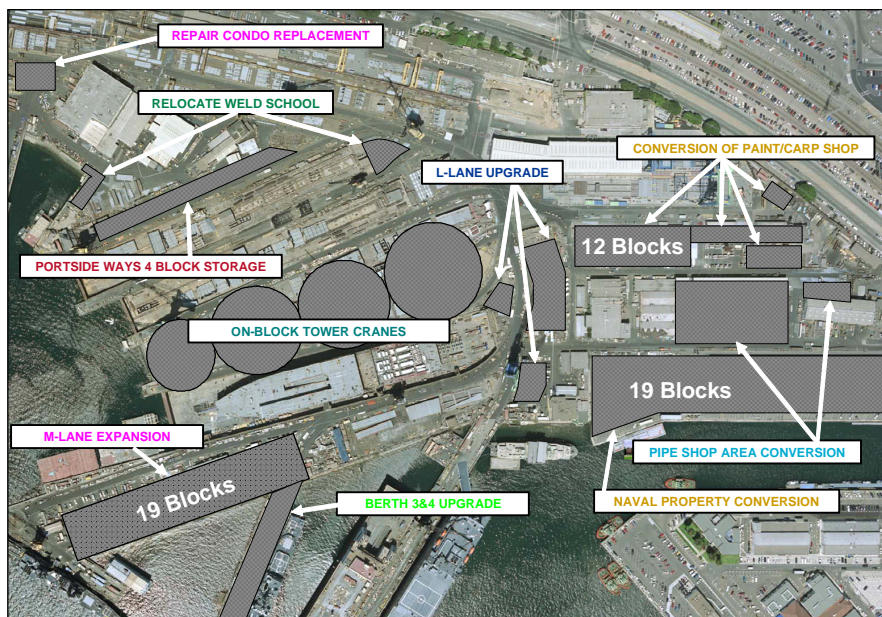 REPAIR CONDO REPLACEMENT
RELOCATE WELD SCHOOL
CONVERSION OF PAINT/CARP SHOP
L-LANE UPGRADE
12 Blocks
PORTSIDE WAYS 4 BLOCK STORAGE
ON-BLOCK TOWER CRANES
19 Blocks
M-LANE EXPANSION
PIPE SHOP AREA CONVERSION
19 Blocks
BERTH 3&4 UPGRADE
NAVAL PROPERTY CONVERSION